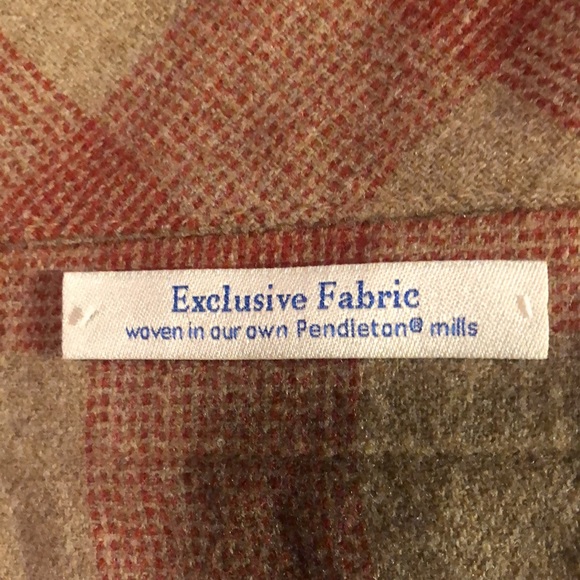 Exclusive Fabric
woven in our own Pendleton® mills